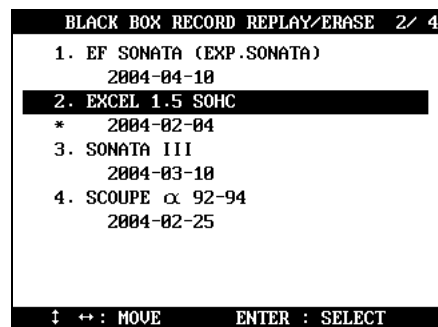 BLACK BOX RECORD REPLAY/ERASE 2/ 4
1. EF SONATA (EXP.SONATA)
2004-04-10
2. EXCEL 1.5 SOHC
* 2004-02-04
3. SONATA III
2004-03-10
4. SCOUPE α 92-94
2004-02-25
↕ ↔: MOVE ENTER : SELECT